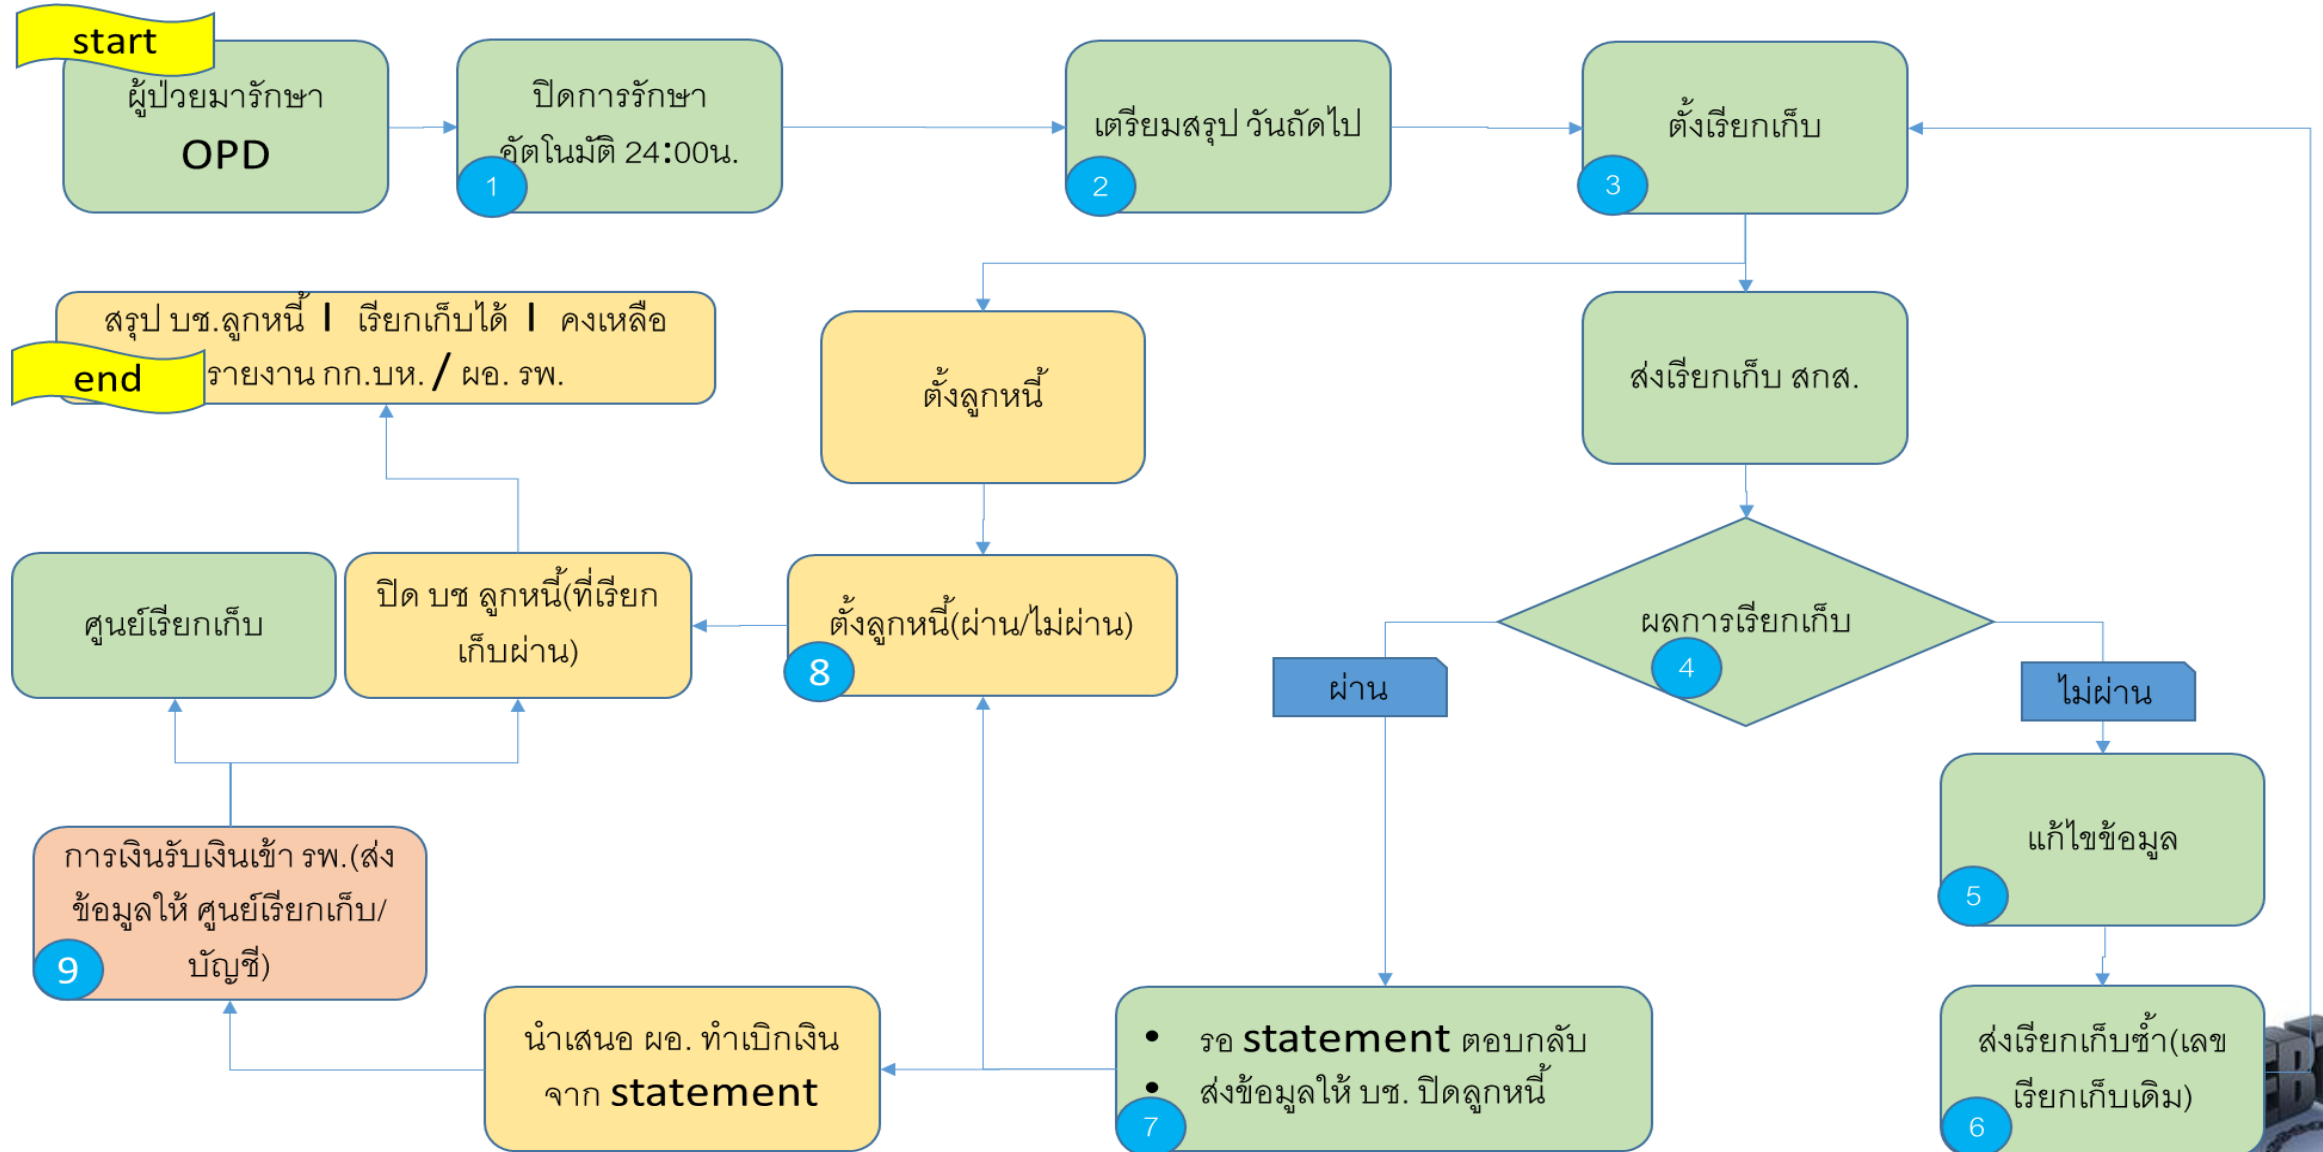 start
ผู้ป่วยมารักษา
OPD
ปิดการรักษา
อัตโนมัติ 24:00น.
1
เตรียมสรุป วันถัดไป
2
ตั้งเรียกเก็บ
3
สรุป บช.ลูกหนี้ | เรียกเก็บได้ | คงเหลือ
รายงาน กก.บห. / ผอ. รพ.
end
ตั้งลูกหนี้
ส่งเรียกเก็บ สกส.
ศูนย์เรียกเก็บ
ปิด บช ลูกหนี้(ที่เรียก
เก็บผ่าน)
ตั้งลูกหนี้(ผ่าน/ไม่ผ่าน)
8
ผลการเรียกเก็บ
4
ผ่าน
ไม่ผ่าน
แก้ไขข้อมูล
5
การเงินรับเงินเข้า รพ.(ส่ง
ข้อมูลให้ ศูนย์เรียกเก็บ/
บัญชี)
9
นำเสนอ ผอ. ทำเบิกเงิน
จาก statement
• รอ statement ตอบกลับ
• ส่งข้อมูลให้ บช. ปิดลูกหนี้
7
ส่งเรียกเก็บซ้ำ(เลข
เรียกเก็บเดิม)
6